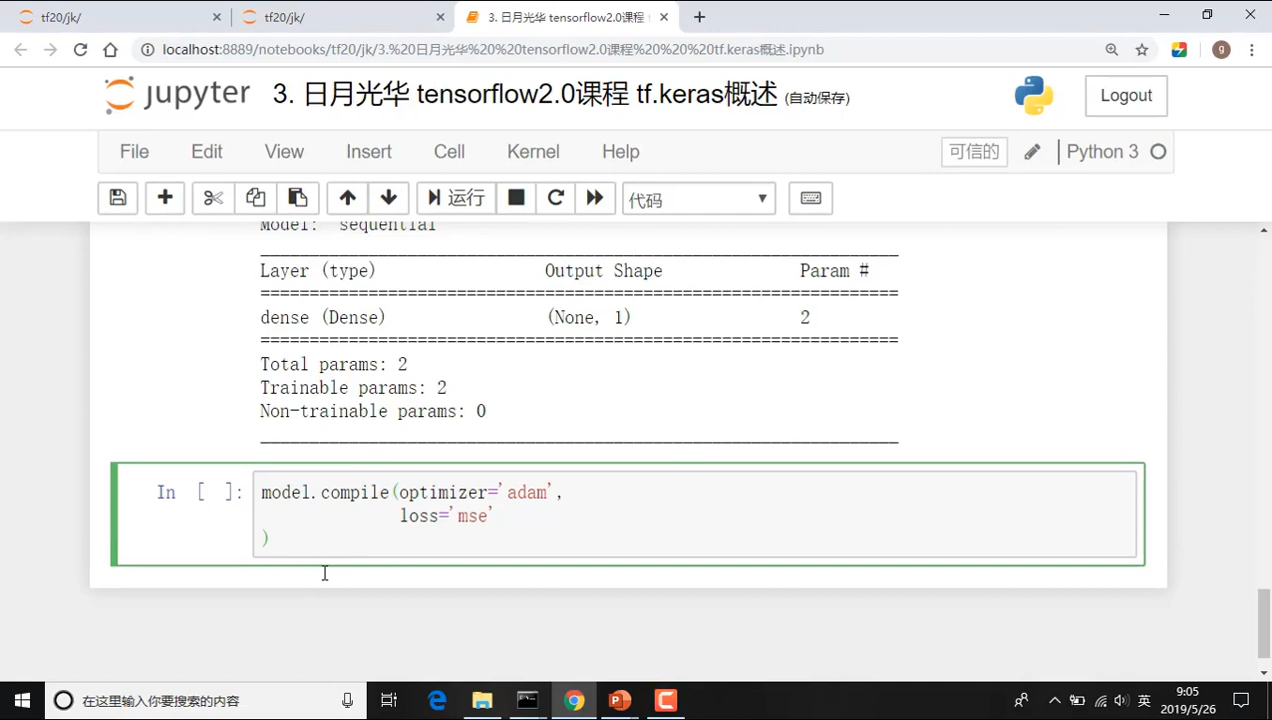 tf20/jk/
tf20/jk/
3. 日月光华 tensorflow2.0课程
localhost:8889/notebooks/tf20/jk/3.%20日月光华%20%20tensorflow2.0课程%20%20%20tf.keras概述.ipynb
g
jupyter
3. 日月光华 tensorflow2.0课程 tf.keras概述 (自动保存)
Logout
File Edit View Insert Cell Kernel Help
可信的
Python 3
运行
代码
Model: "sequential
Layer (type) Output Shape Param #
=================================================================
dense (Dense) (None, 1) 2
=================================================================
Total params: 2
Trainable params: 2
Non-trainable params: 0
In [ ]:
model.compile(optimizer='adam',
loss='mse'
)
在这里输入你要搜索的内容
英
9:05
2019/5/26